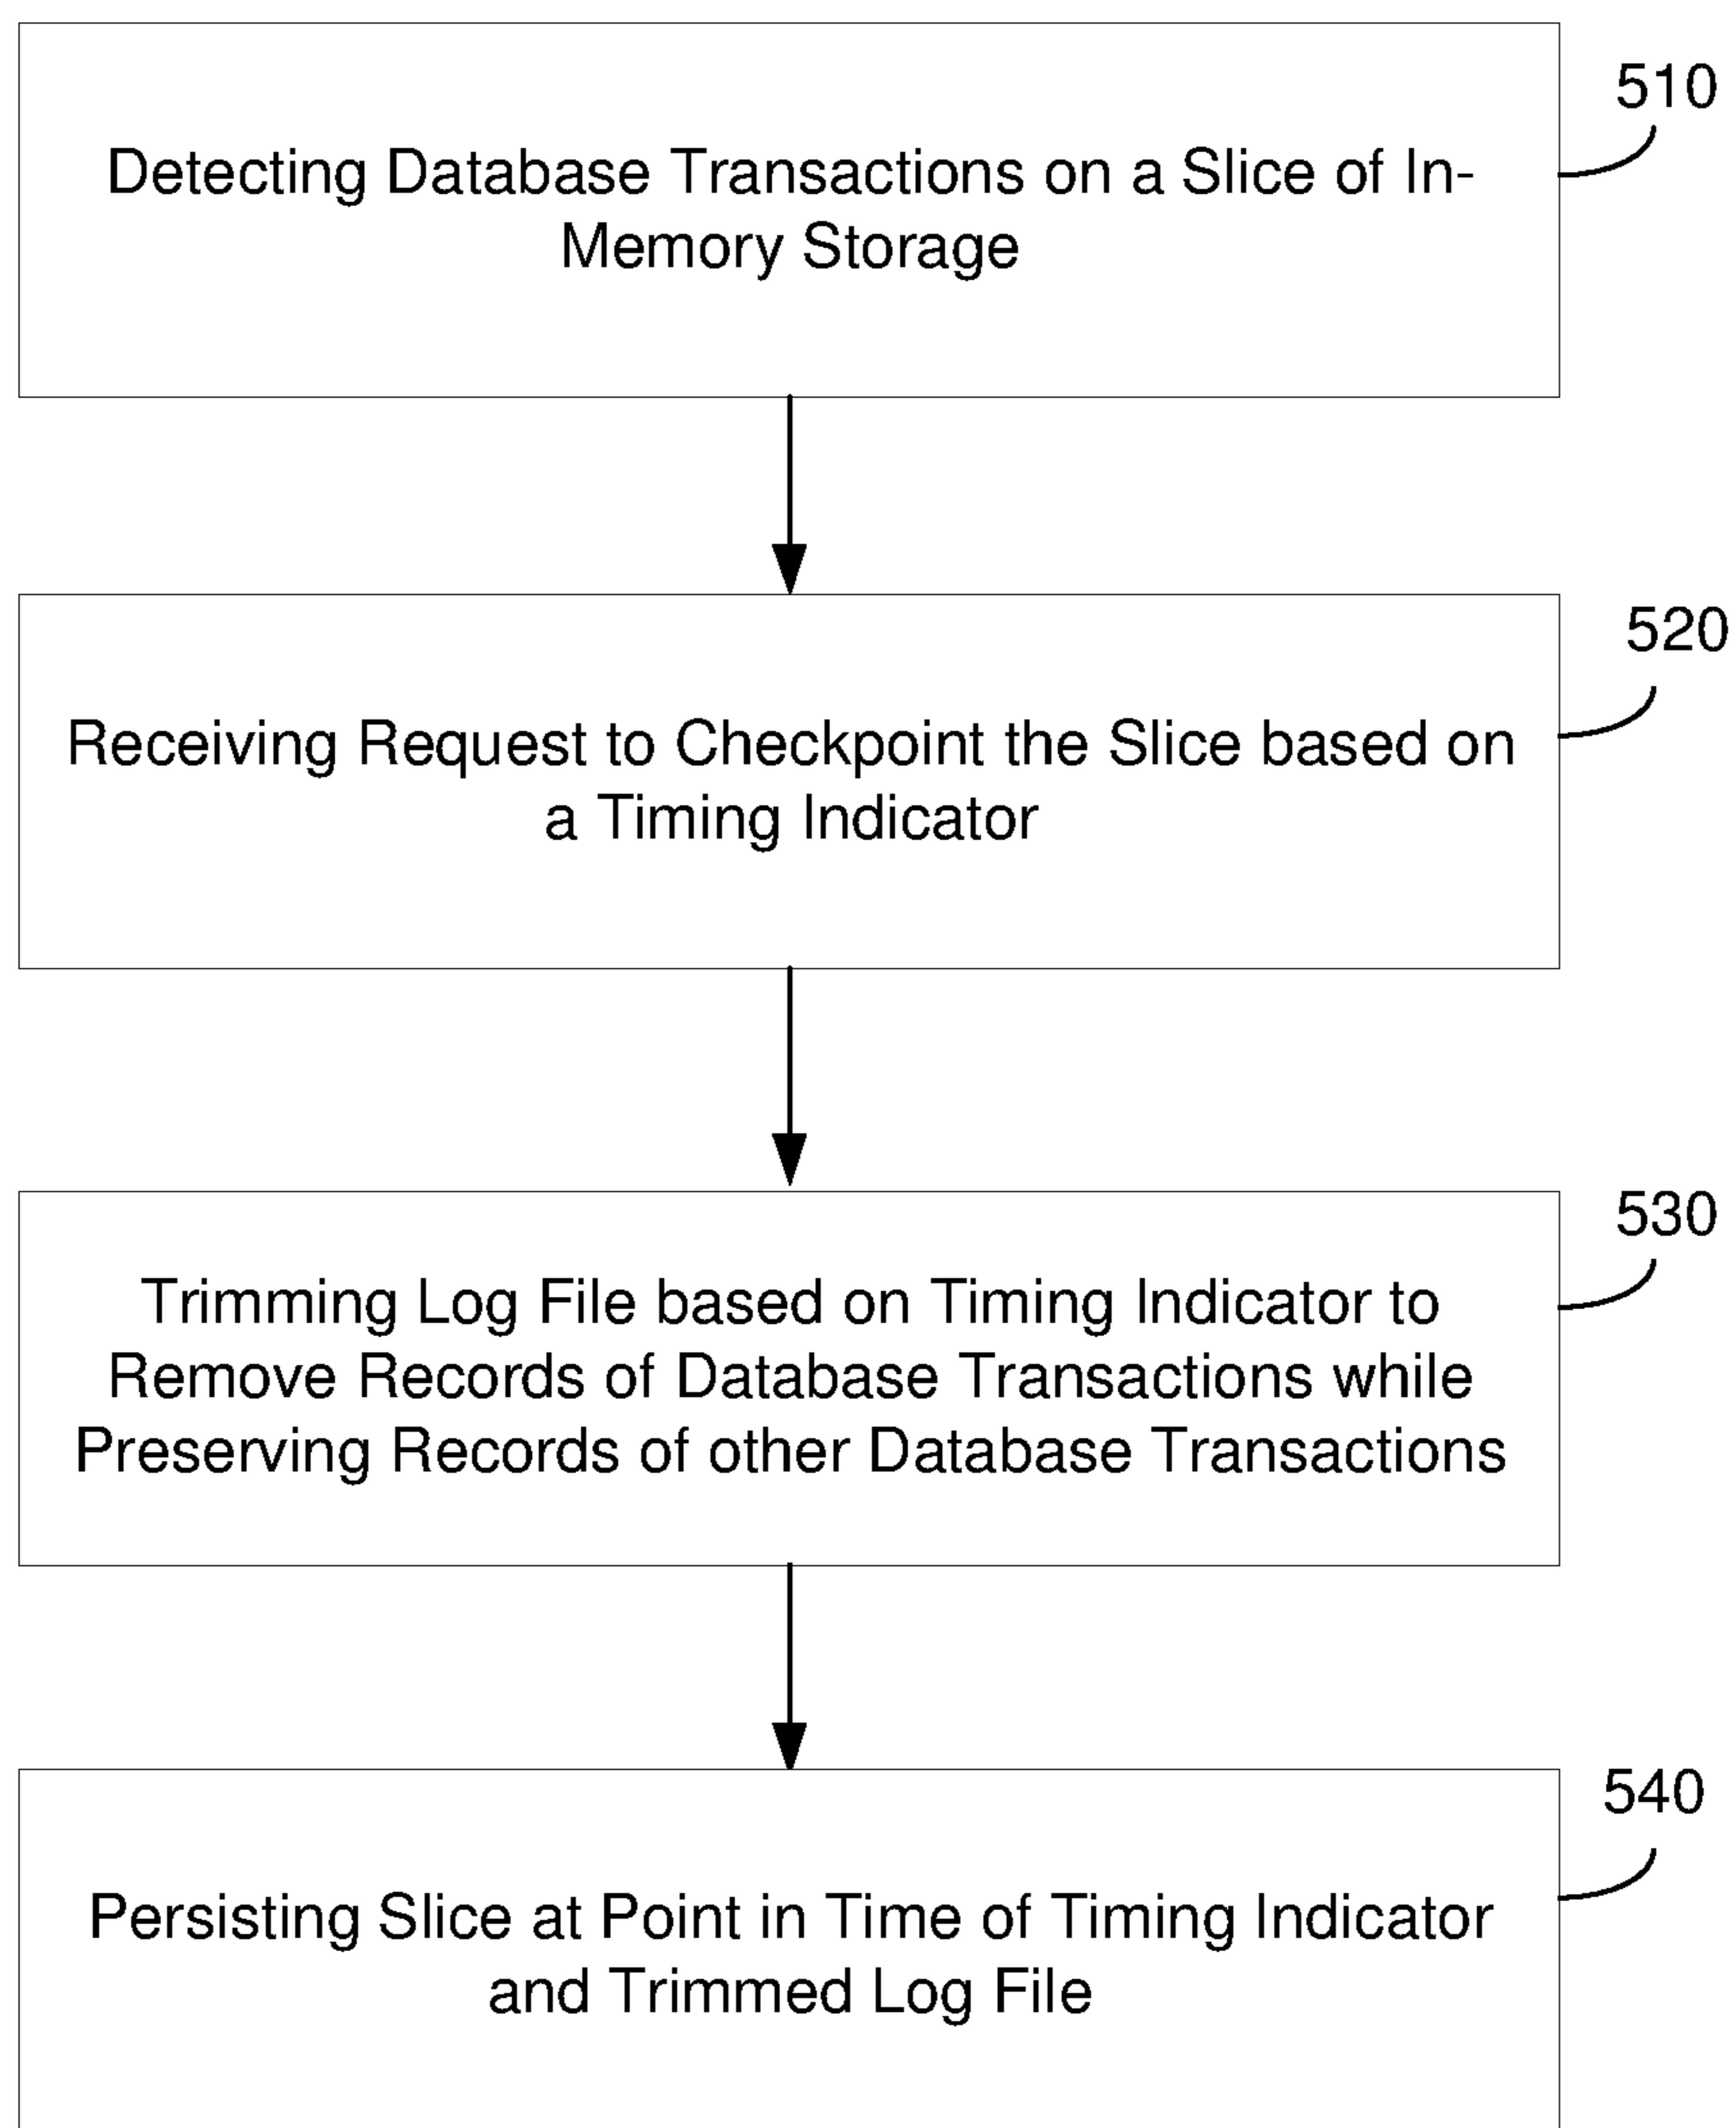 510
Detecting Database Transactions on a Slice of In-
Memory Storage
520
Receiving Request to Checkpoint the Slice based on
a Timing Indicator
530
Trimming Log File based on Timing Indicator to
Remove Records of Database Transactions while
Preserving Records of other Database Transactions
540
Persisting Slice at Point in Time of Timing Indicator
and Trimmed Log File